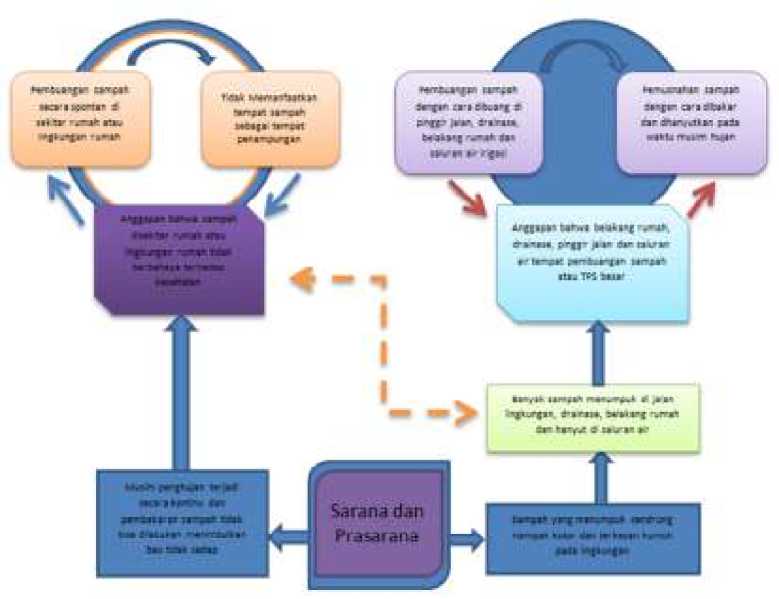 Pembuangan sampah
secara spontan di
sekitar rumah atau
lingkungan rumah
Tidak Memanfaatkan
tempat sampah
sebagai tempat
penampungan
Anggapan bahwa sampah
disekitar rumah atau
lingkungan rumah tidak
berbahaya terhadap
kesehatan
Pembuangan sampah
dengan cara dibuang di
pinggir jalan, drainase,
belakang rumah dan
saluran air irigasi
Pemusnahan sampah
dengan cara dibakar
dan dihanyutkan pada
waktu musim hujan
Anggapan bahwa belakang rumah,
drainase, pinggir jalan dan saluran
air tempat pembuangan sampah
atau TPS besar
Banyak sampah menumpuk di jalan
lingkungan, drainase, belakang rumah
dan hanyut di saluran air
Musim penghujan terjadi
secara kontinu dan
pembakaran sampah tidak
bisa dilakukan menimbulkan
bau tidak sedap
Sarana dan
Prasarana
Sampah yang menumpuk
nampak kotor dan terkesan kumuh
pada lingkungan